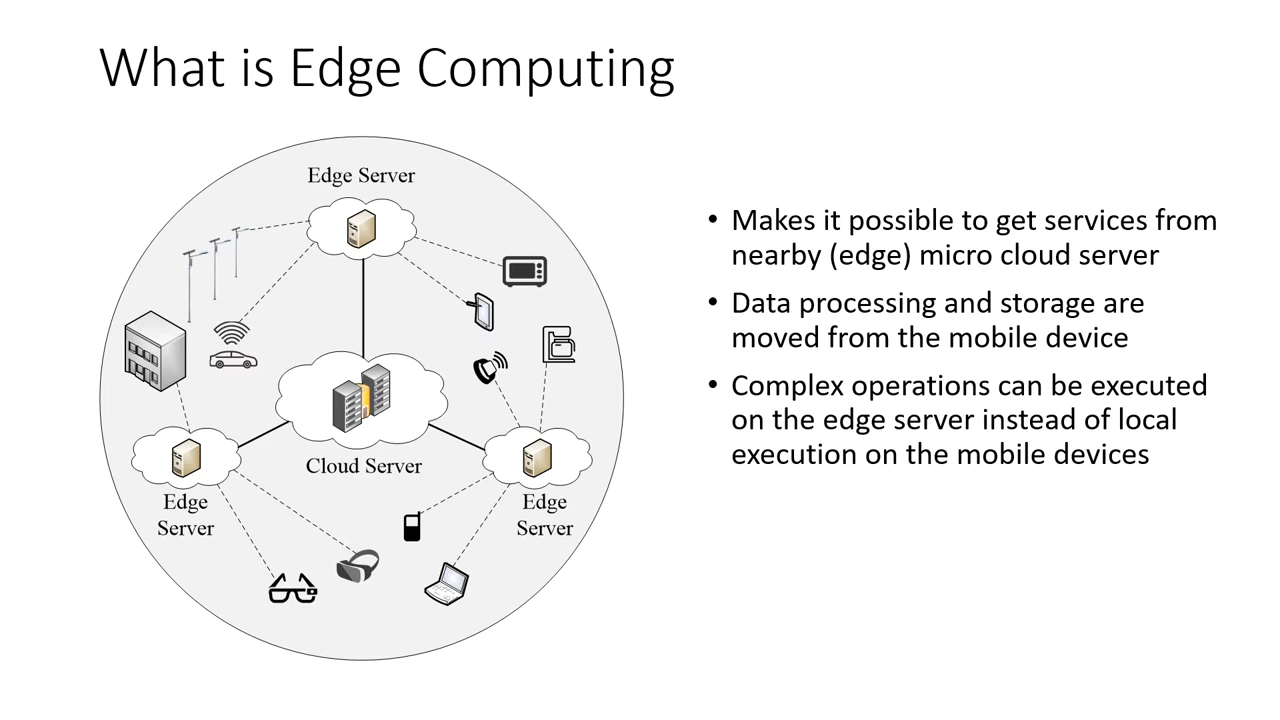 What is Edge Computing
Edge Server
Cloud Server
Edge
Server
Edge
Server
• Makes it possible to get services from
nearby (edge) micro cloud server
• Data processing and storage are
moved from the mobile device
• Complex operations can be executed
on the edge server instead of local
execution on the mobile devices